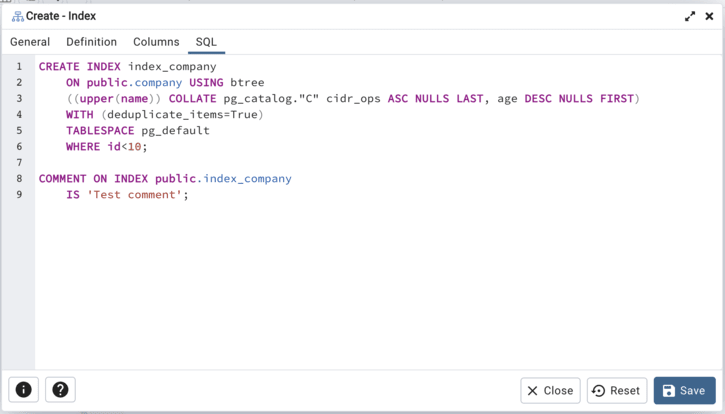 Create - Index
General Definition Columns SQL
1 CREATE INDEX index_company
2 ON public.company USING btree
3 ((upper(name)) COLLATE pg_catalog."C" cidr_ops ASC NULLS LAST, age DESC NULLS FIRST)
4 WITH (deduplicate_items=True)
5 TABLESPACE pg_default
6 WHERE id<10;
7
8 COMMENT ON INDEX public.index_company
9 IS 'Test comment';
Close Reset Save